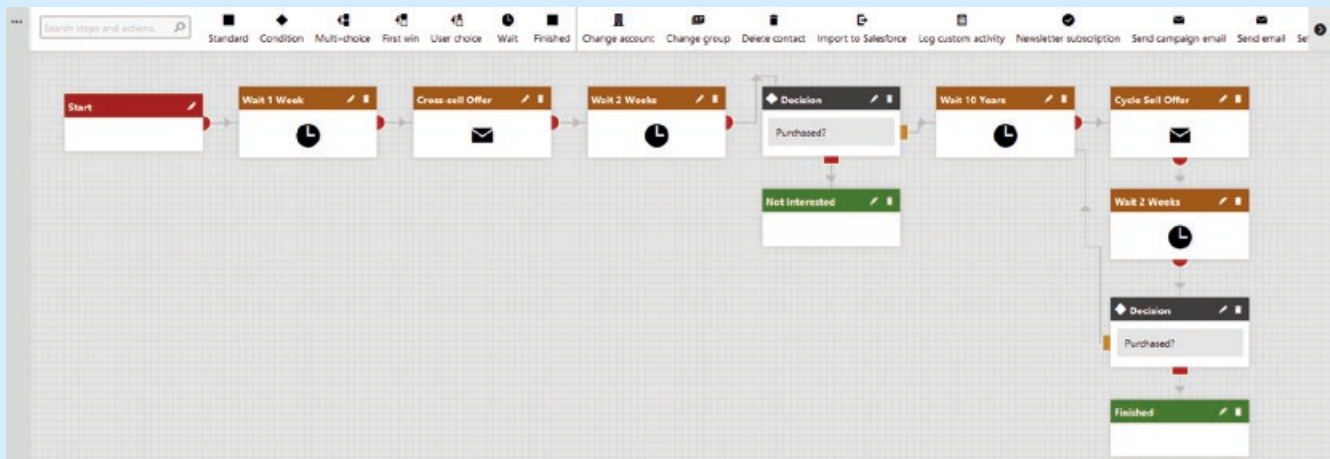 ...
Search steps and actions.
Standard Condition Multi-choice First win User choice Wait Finished Change account Change group Delete contact Import to Salesforce Log custom activity Newsletter subscription Send campaign email Send email Se
Start
Wait 1 Week
Cross-sell Offer
Wait 2 Weeks
Decision
Purchased?
Wait 10 Years
Cycle Sell Offer
Not Interested
Wait 2 Weeks
Decision
Purchased?
Finished